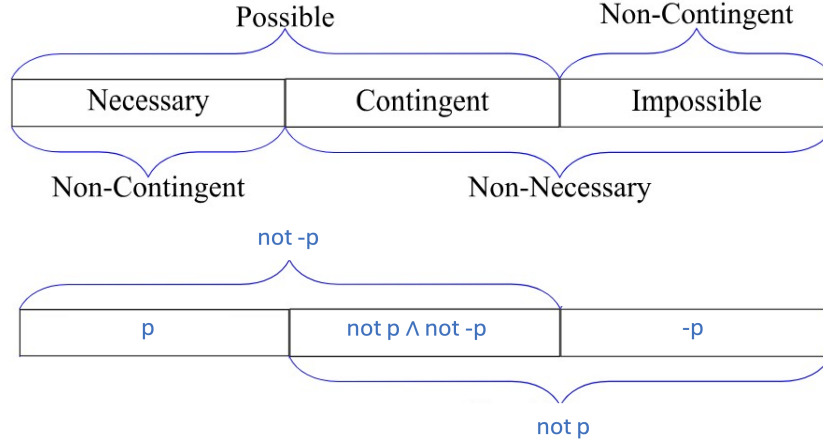 Possible
Non-Contingent
Necessary
Contingent
Impossible
Non-Contingent
Non-Necessary
not -p
p
not p ∧ not -p
-p
not p